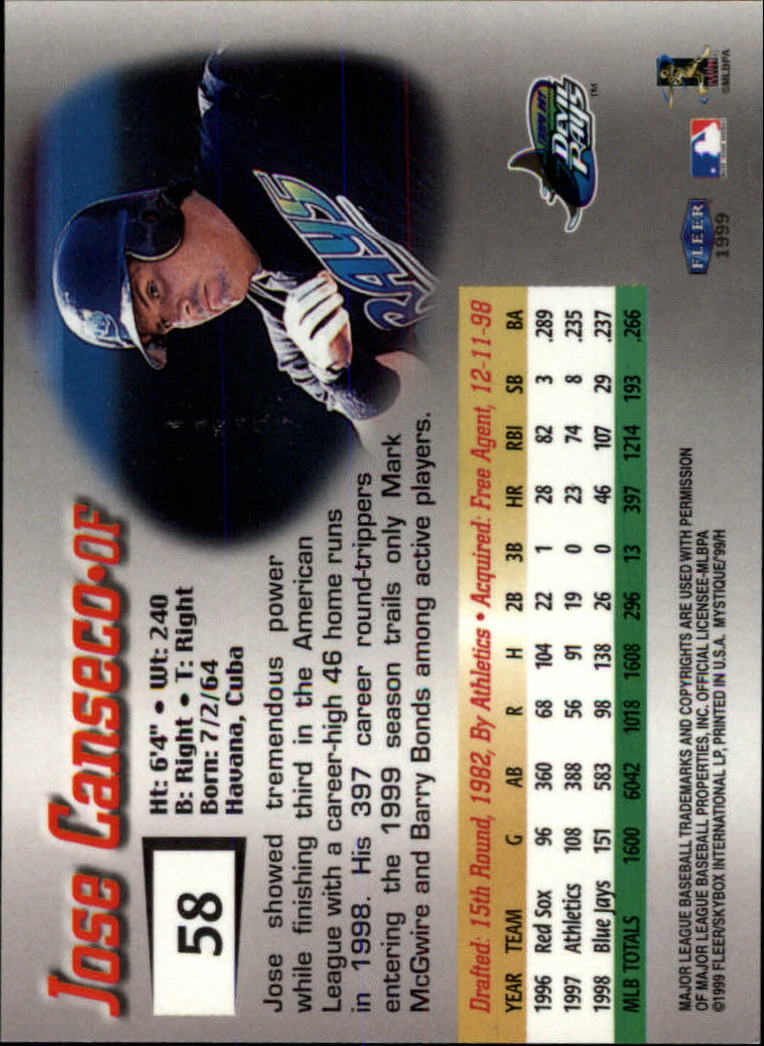 Jose Canseco•OF
58
Ht: 6'4" • Wt: 240
B: Right • T: Right
Born: 7/2/64
Havana, Cuba
Jose showed tremendous power
while finishing third in the American
League with a career-high 46 home runs
in 1998. His 397 career round-trippers
entering the 1999 season trails only Mark
McGwire and Barry Bonds among active players.
RAYS
Drafted: 15th Round, 1982, By Athletics • Acquired: Free Agent, 12-11-98
YEAR TEAM G AB R H 2B 3B HR RBI SB BA
1996 Red Sox 96 360 68 104 22 1 28 82 3 .289
1997 Athletics 108 388 56 91 19 0 23 74 8 .235
1998 Blue Jays 151 583 98 138 26 0 46 107 29 .237
MLB TOTALS 1600 6042 1018 1608 296 13 397 1214 193 .266
DEVIL
RAYS
TM
MAJOR LEAGUE BASEBALL TRADEMARKS AND COPYRIGHTS ARE USED WITH PERMISSION
OF MAJOR LEAGUE BASEBALL PROPERTIES, INC. OFFICIAL LICENSEE-MLBPA
©1999 FLEER/SKYBOX INTERNATIONAL LP, PRINTED IN U.S.A. MYSTIQUE/'99/H
FLEER
1999
©MLBPA